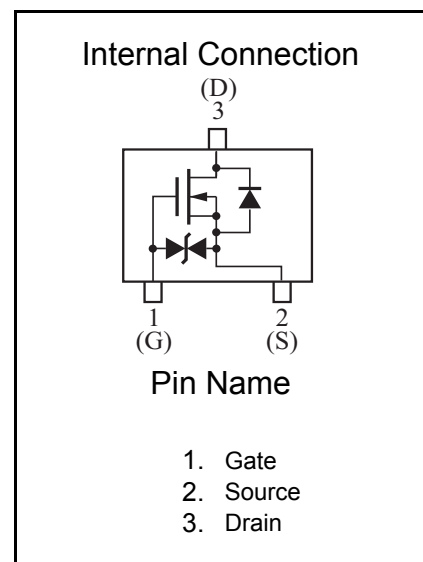 Internal Connection
(D)
3
1 2
(G) (S)
Pin Name
1. Gate
2. Source
3. Drain